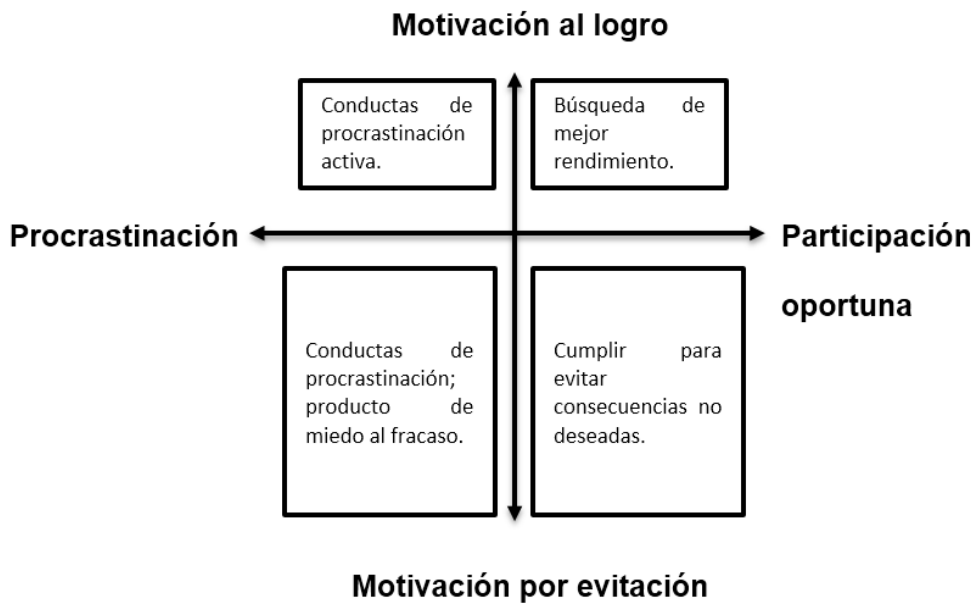 Motivación al logro
Conductas de
procrastinación
activa.
Búsqueda de
mejor
rendimiento.
Procrastinación
Participación
oportuna
Conductas de
procrastinación;
producto de
miedo al fracaso.
Cumplir para
evitar
consecuencias no
deseadas.
Motivación por evitación